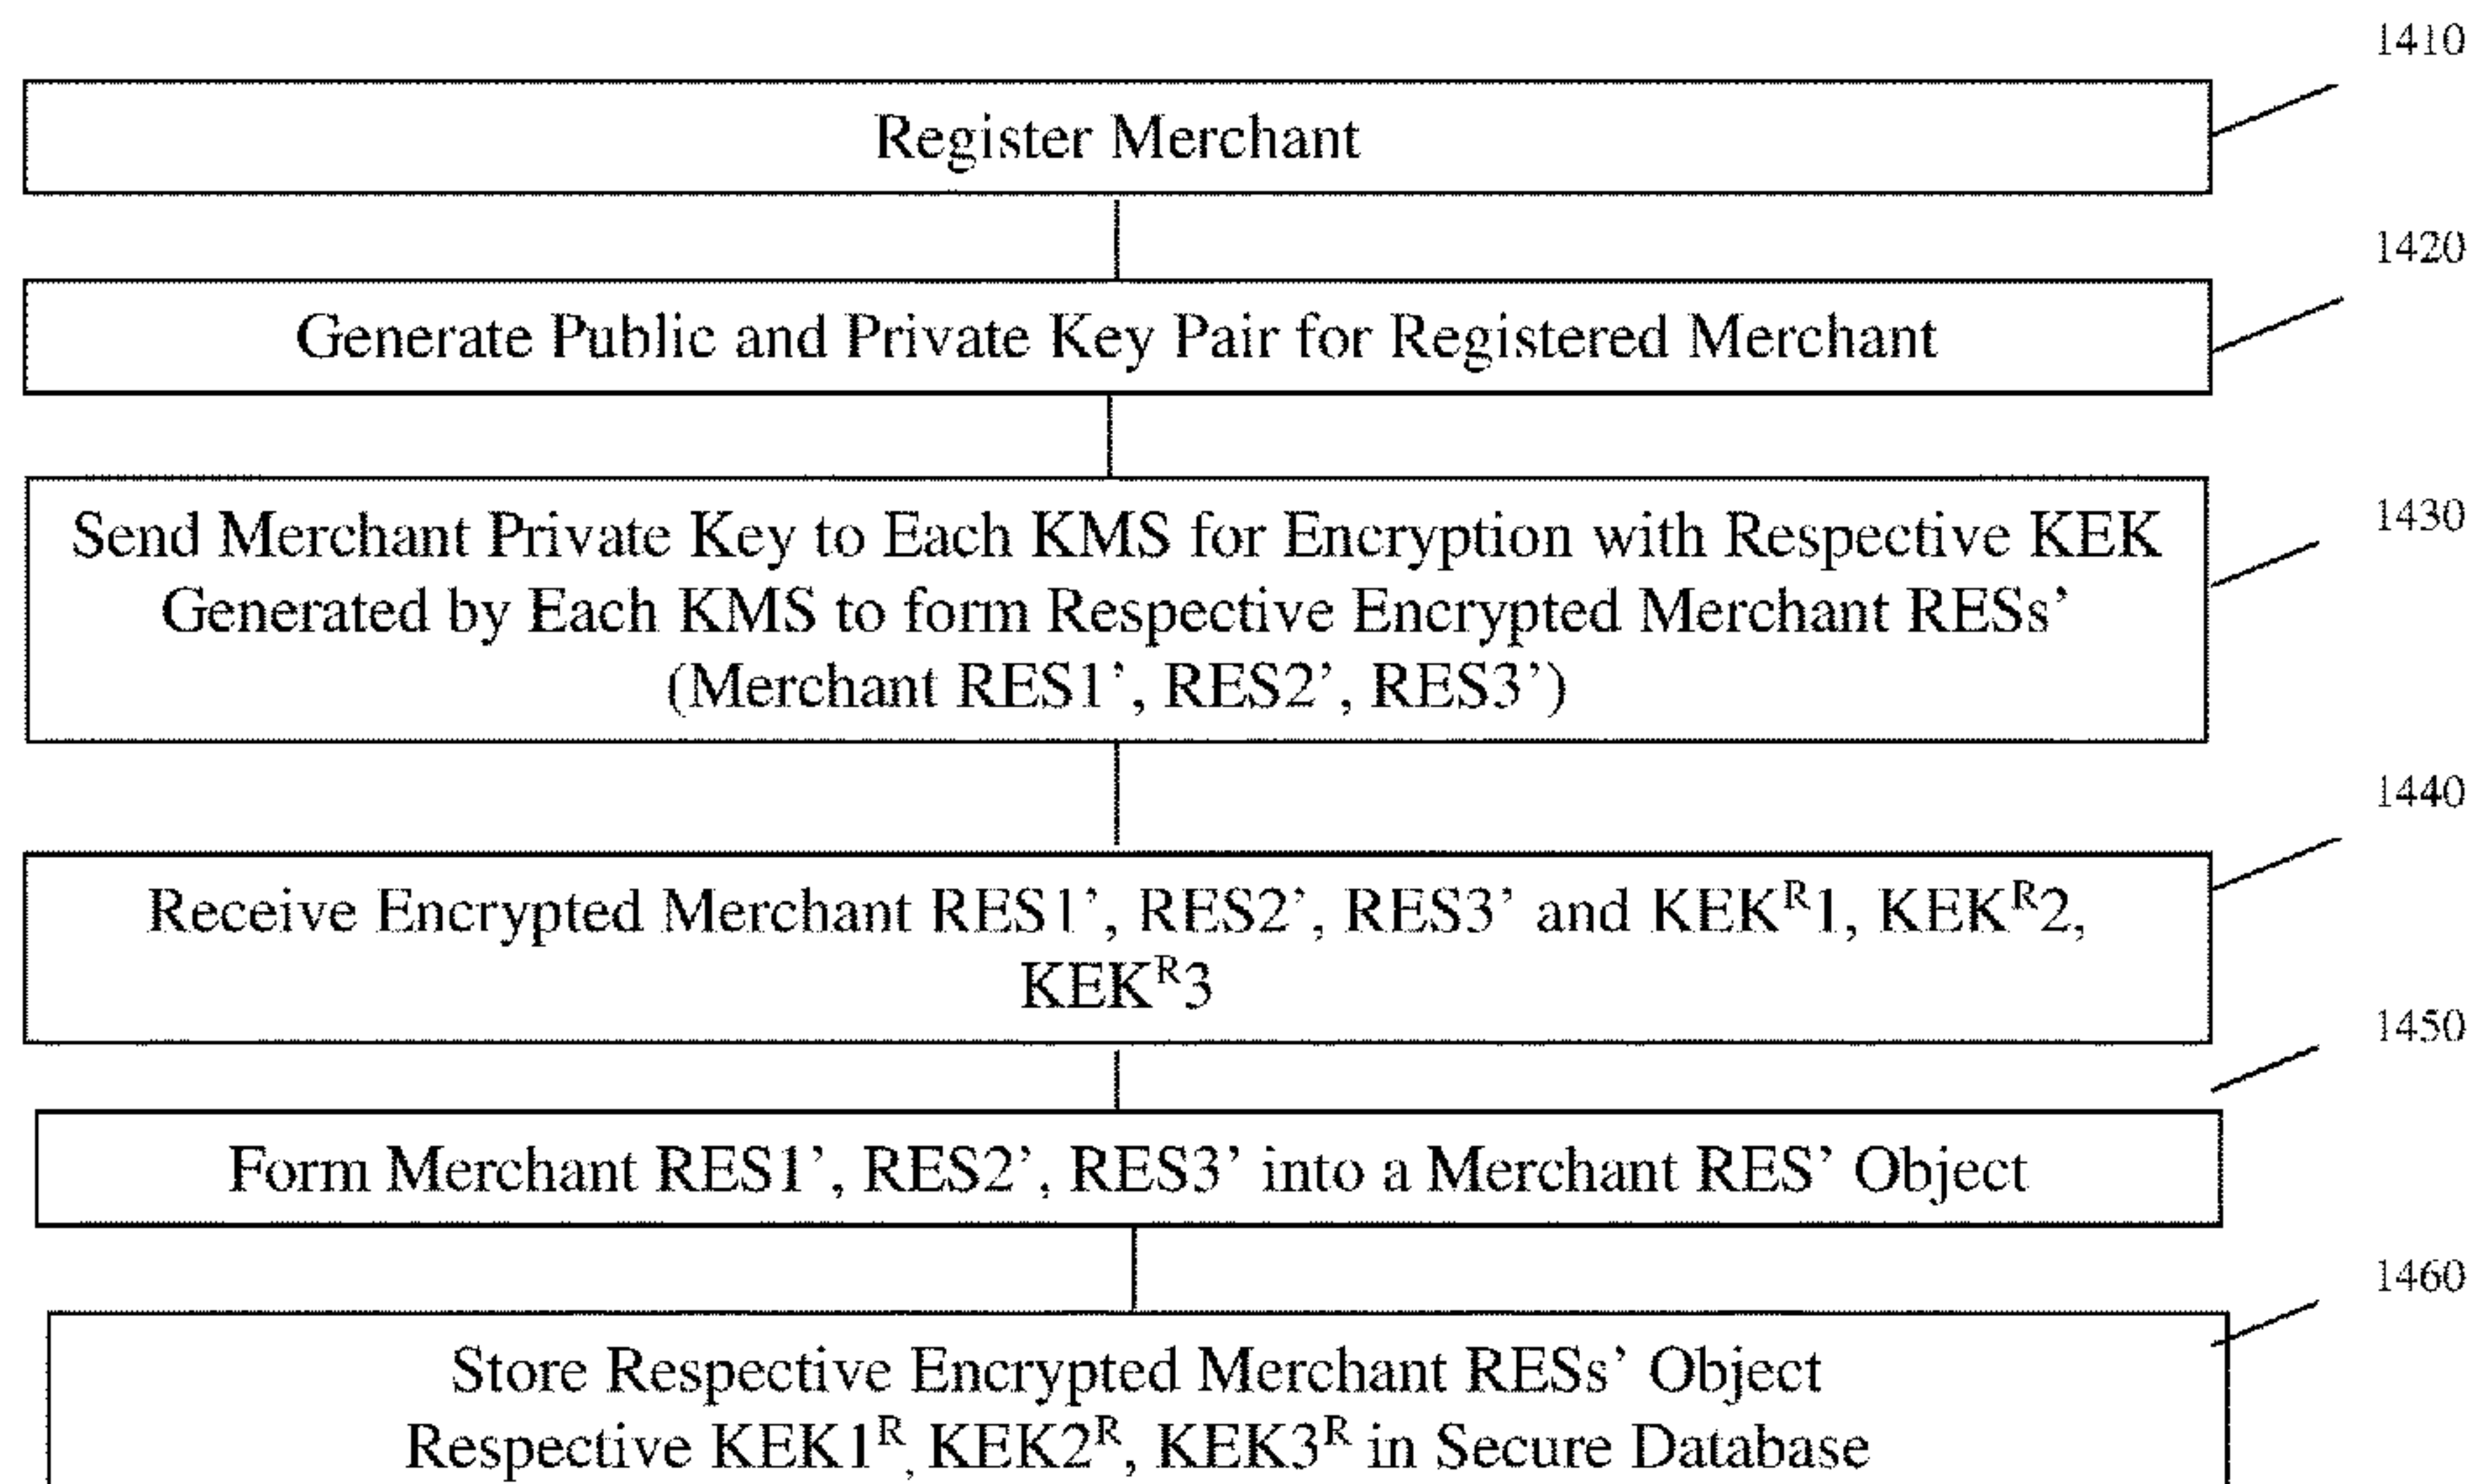 1410
Register Merchant
1420
Generate Public and Private Key Pair for Registered Merchant
1430
Send Merchant Private Key to Each KMS for Encryption with Respective KEK
Generated by Each KMS to form Respective Encrypted Merchant RESs’
(Merchant RES1’, RES2’, RES3’)
1440
Receive Encrypted Merchant RES1’, RES2’, RES3’ and KEKᴿ1, KEKᴿ2,
KEKᴿ3
1450
Form Merchant RES1’, RES2’, RES3’ into a Merchant RES’ Object
1460
Store Respective Encrypted Merchant RESs’ Object
Respective KEK1ᴿ, KEK2ᴿ, KEK3ᴿ in Secure Database